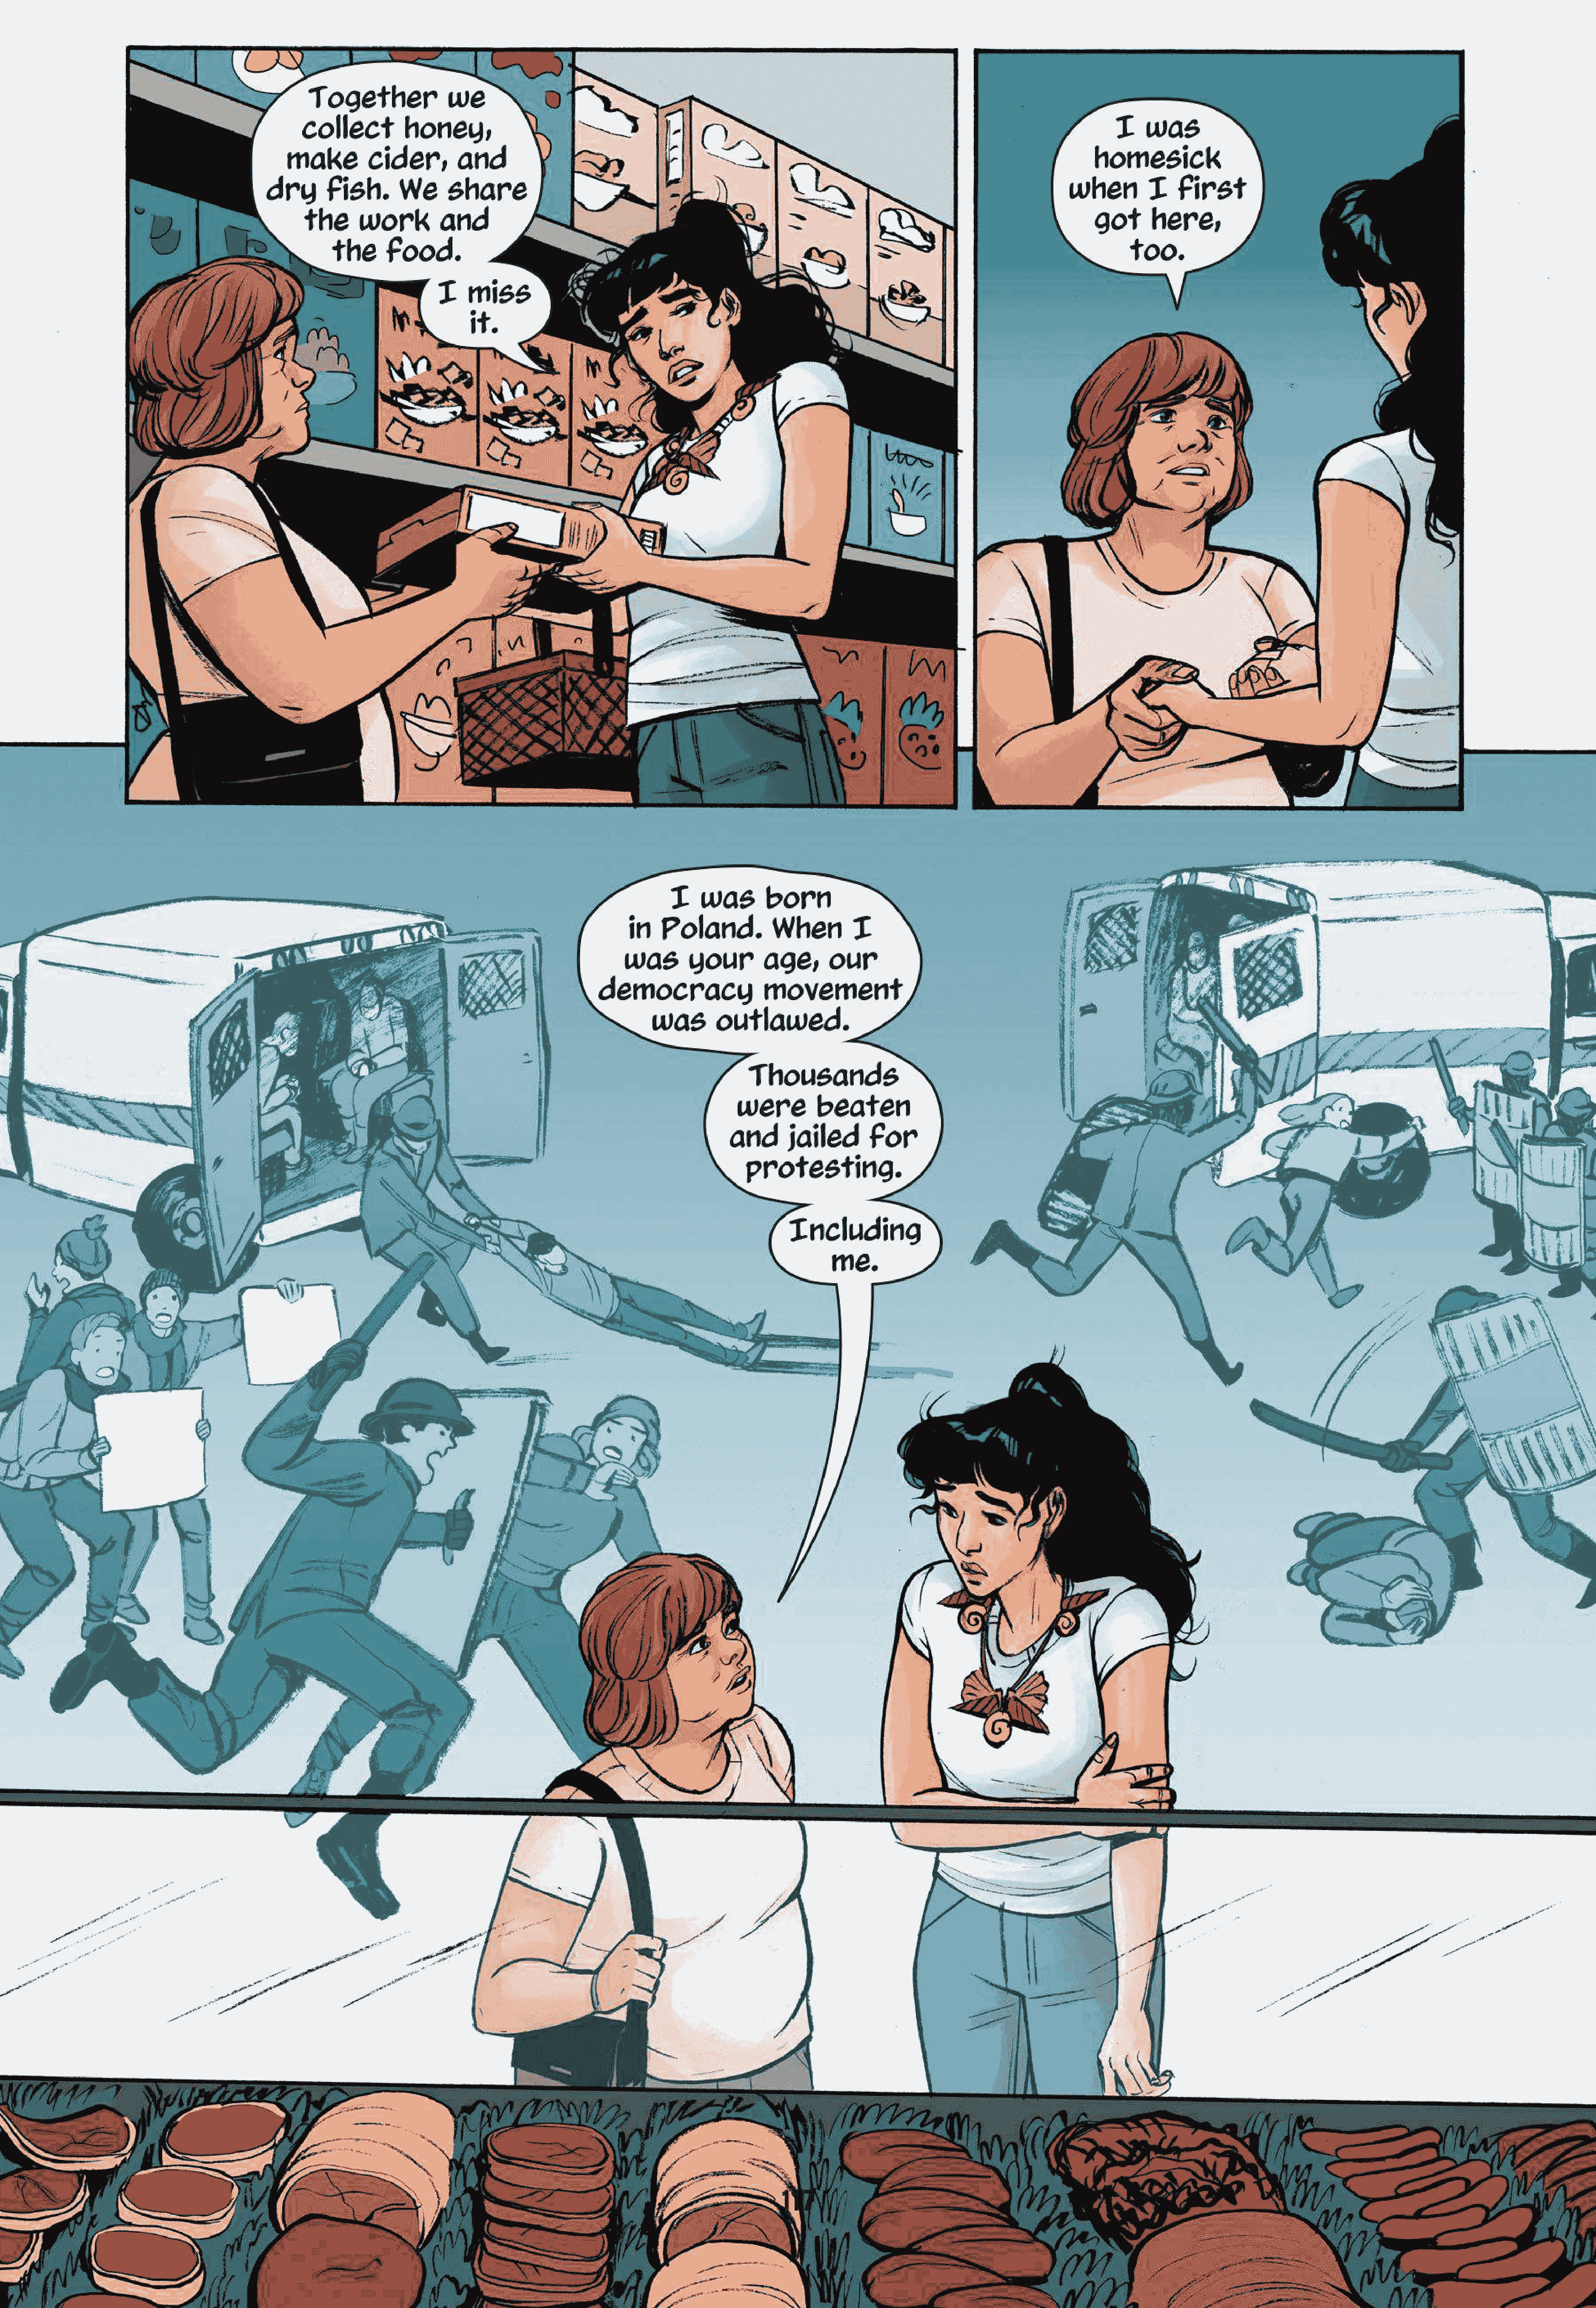 Together we
collect honey,
make cider, and
dry fish. We share
the work and
the food.
I miss
it.
I was
homesick
when I first
got here,
too.
I was born
in Poland. When I
was your age, our
democracy movement
was outlawed.
Thousands
were beaten
and jailed for
protesting.
Including
me.